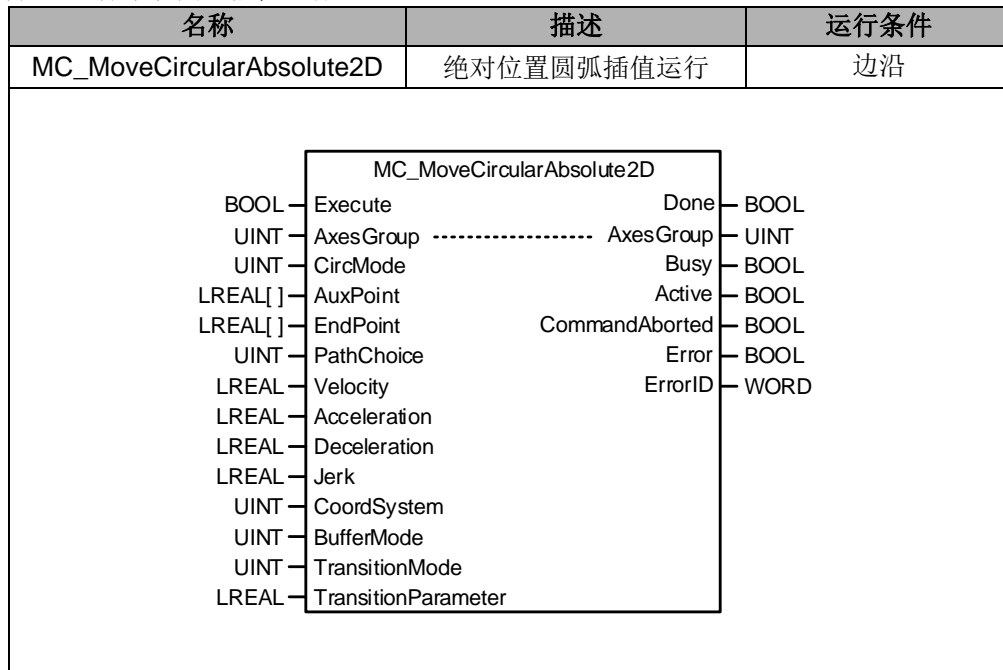 名称 描述 运行条件
MC_MoveCircularAbsolute2D 绝对位置圆弧插值运行 边沿
MC_MoveCircularAbsolute2D
BOOL Execute Done BOOL
UINT AxesGroup AxesGroup UINT
UINT CircMode Busy BOOL
LREAL[ ] AuxPoint Active BOOL
LREAL[ ] EndPoint CommandAborted BOOL
UINT PathChoice Error BOOL
LREAL Velocity ErrorID WORD
LREAL Acceleration
LREAL Deceleration
LREAL Jerk
UINT CoordSystem
UINT BufferMode
UINT TransitionMode
LREAL TransitionParameter